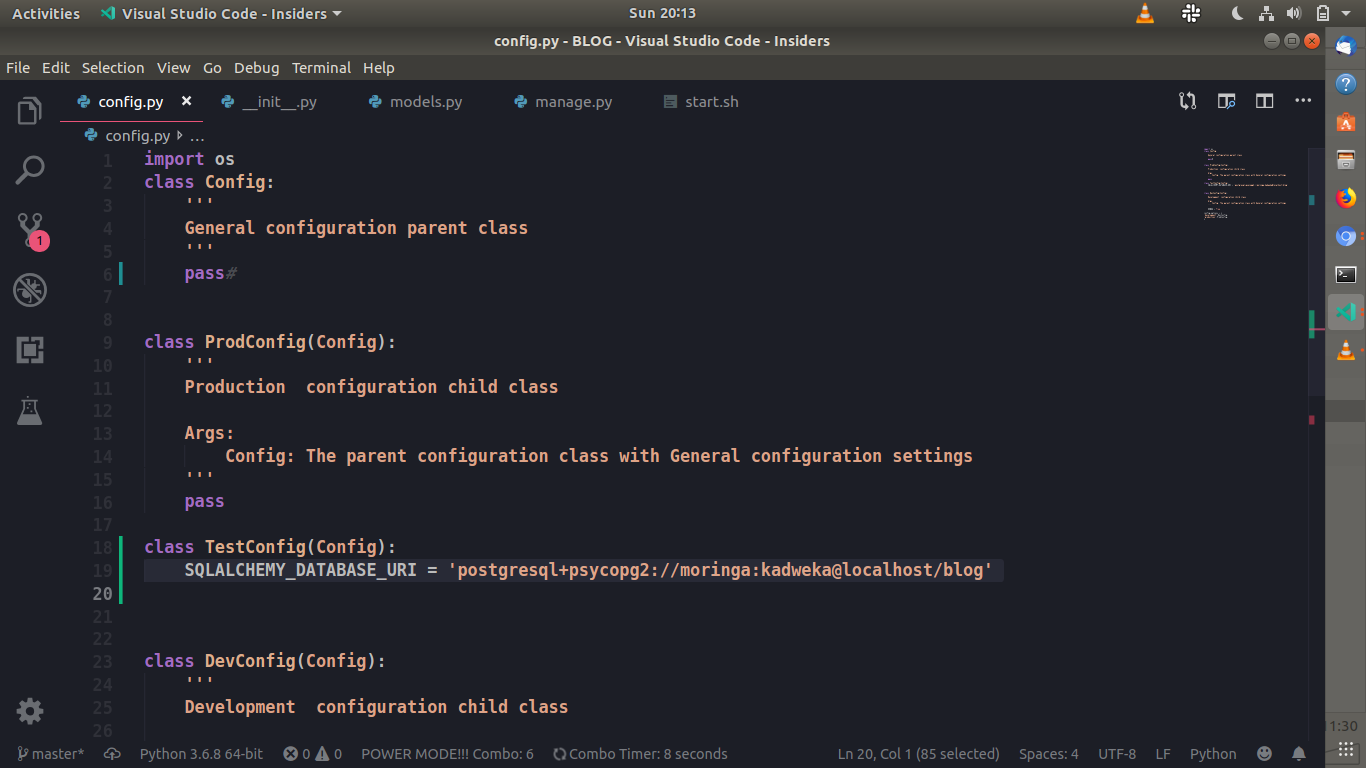 Activities Visual Studio Code - Insiders Sun 20:13
config.py - BLOG - Visual Studio Code - Insiders
File Edit Selection View Go Debug Terminal Help
config.py × __init__.py models.py manage.py start.sh
config.py ...
1 import os
2 class Config:
3 '''
4 General configuration parent class
5 '''
6 pass#
7
8
9 class ProdConfig(Config):
10 '''
11 Production  configuration child class
12
13 Args:
14 Config: The parent configuration class with General configuration settings
15 '''
16 pass
17
18 class TestConfig(Config):
19 SQLALCHEMY_DATABASE_URI = 'postgresql+psycopg2://moringa:kadweka@localhost/blog'
20
21
22
23 class DevConfig(Config):
24 '''
25 Development  configuration child class
26
1
master* Python 3.6.8 64-bit 0 0 POWER MODE!!! Combo: 6 Combo Timer: 8 seconds Ln 20, Col 1 (85 selected) Spaces: 4 UTF-8 LF Python
1:30